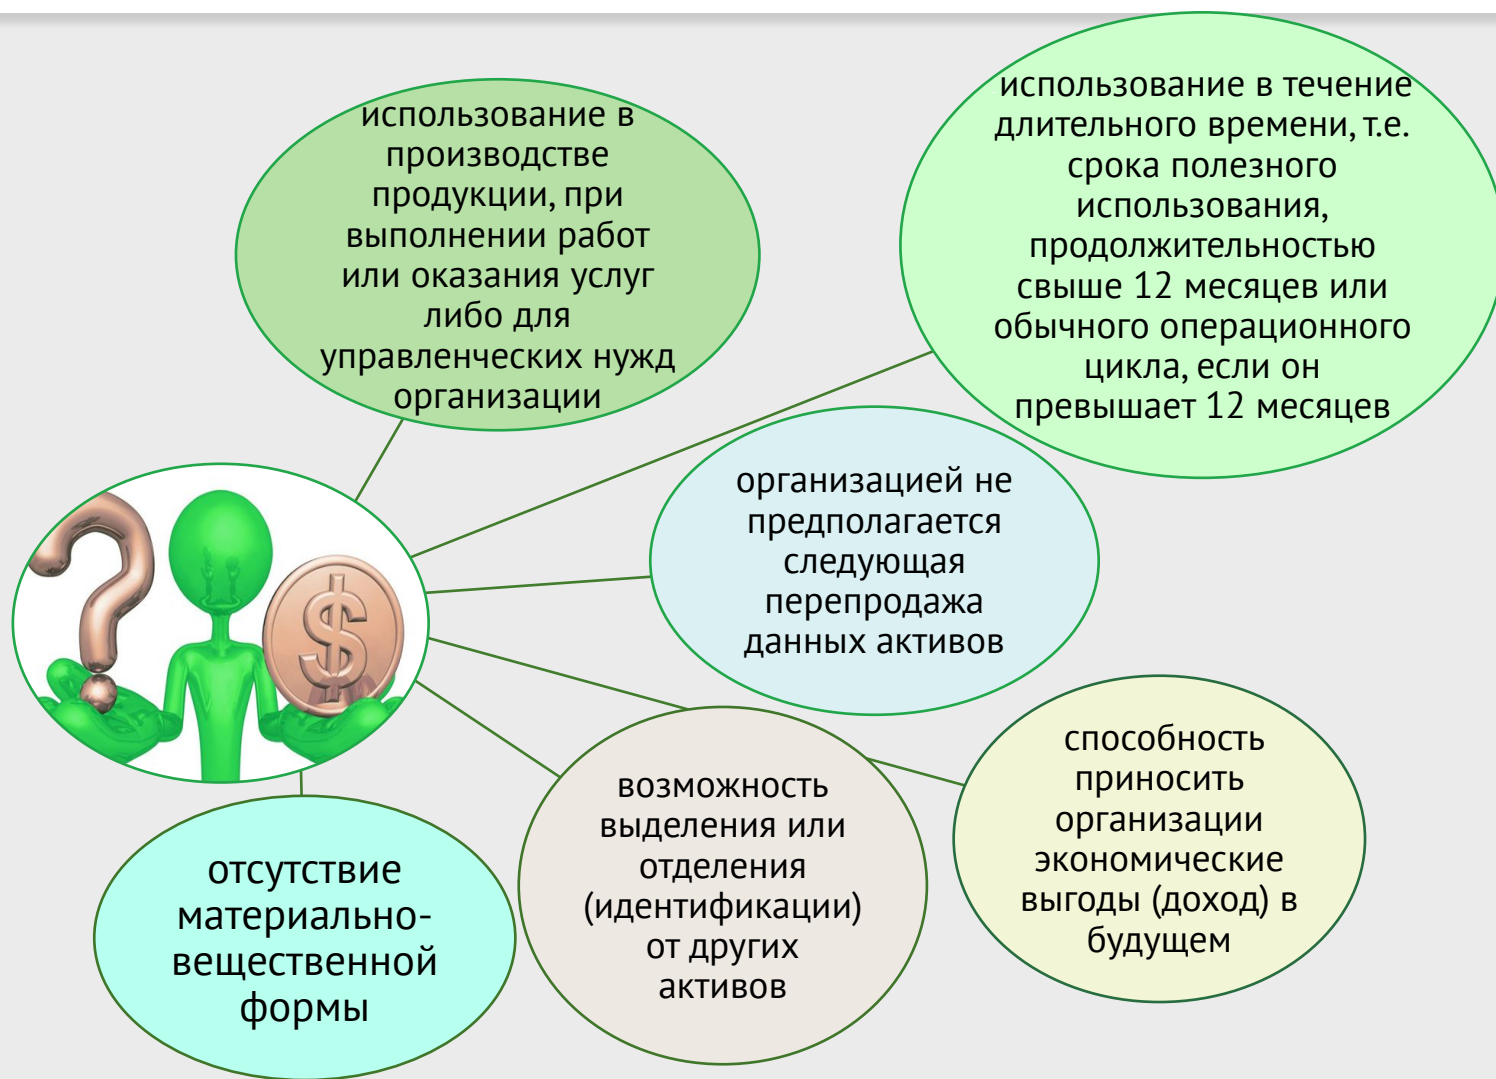 использование в
производстве
продукции, при
выполнении работ
или оказания услуг
либо для
управленческих нужд
организации
использование в течение
длительного времени, т.е.
срока полезного
использования,
продолжительностью
свыше 12 месяцев или
обычного операционного
цикла, если он
превышает 12 месяцев
организацией не
предполагается
следующая
перепродажа
данных активов
способность
приносить
организации
экономические
выгоды (доход) в
будущем
возможность
выделения или
отделения
(идентификации)
от других
активов
отсутствие
материально-
вещественной
формы